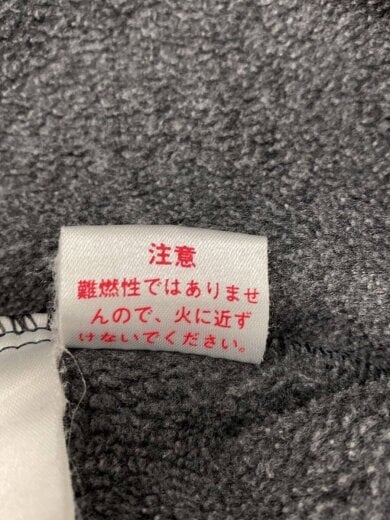 注意
難燃性ではありませ
んので、火に近ず
けないでください。